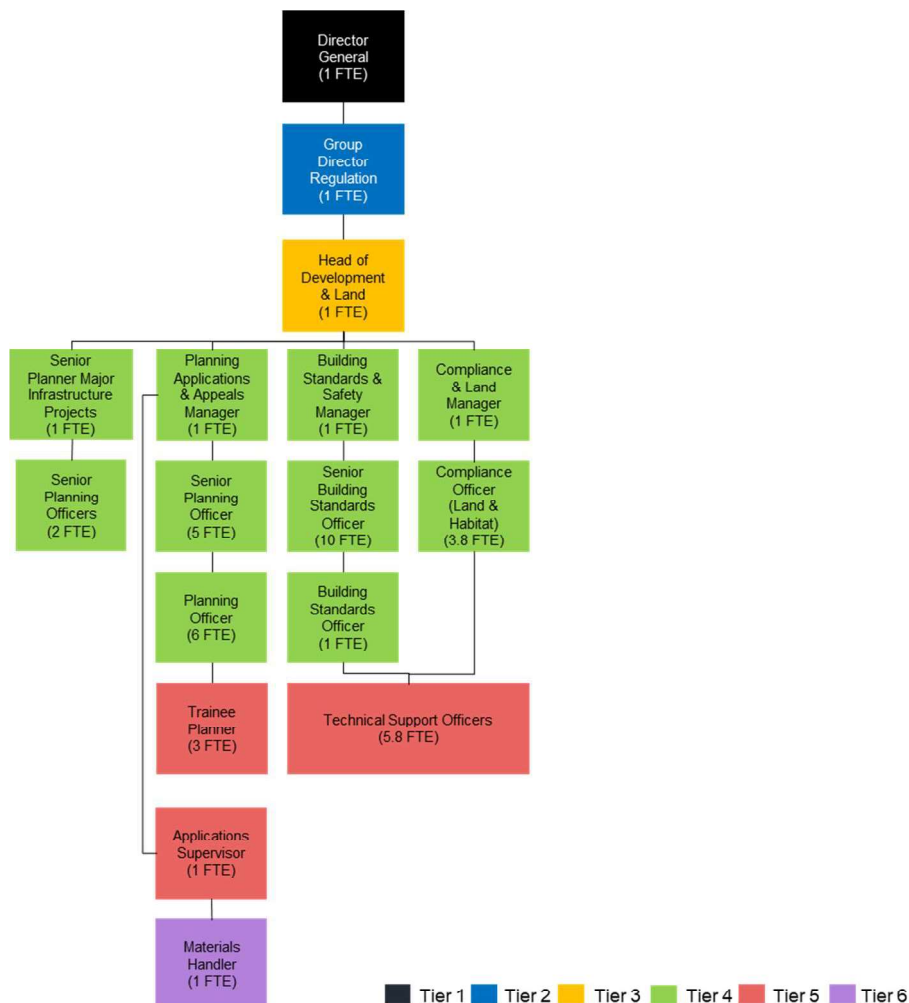 Director
General
(1 FTE)
Group
Director
Regulation
(1 FTE)
Head of
Development
& Land
(1 FTE)
Senior
Planner Major
Infrastructure
Projects
(1 FTE)
Planning
Applications
& Appeals
Manager
(1 FTE)
Building
Standards &
Safety
Manager
(1 FTE)
Compliance
& Land
Manager
(1 FTE)
Senior
Planning
Officers
(2 FTE)
Senior
Planning
Officer
(5 FTE)
Senior
Building
Standards
Officer
(10 FTE)
Compliance
Officer
(Land &
Habitat)
(3.8 FTE)
Planning
Officer
(6 FTE)
Building
Standards
Officer
(1 FTE)
Trainee
Planner
(3 FTE)
Technical Support Officers
(5.8 FTE)
Applications
Supervisor
(1 FTE)
Materials
Handler
(1 FTE)
Tier 1 Tier 2 Tier 3 Tier 4 Tier 5 Tier 6